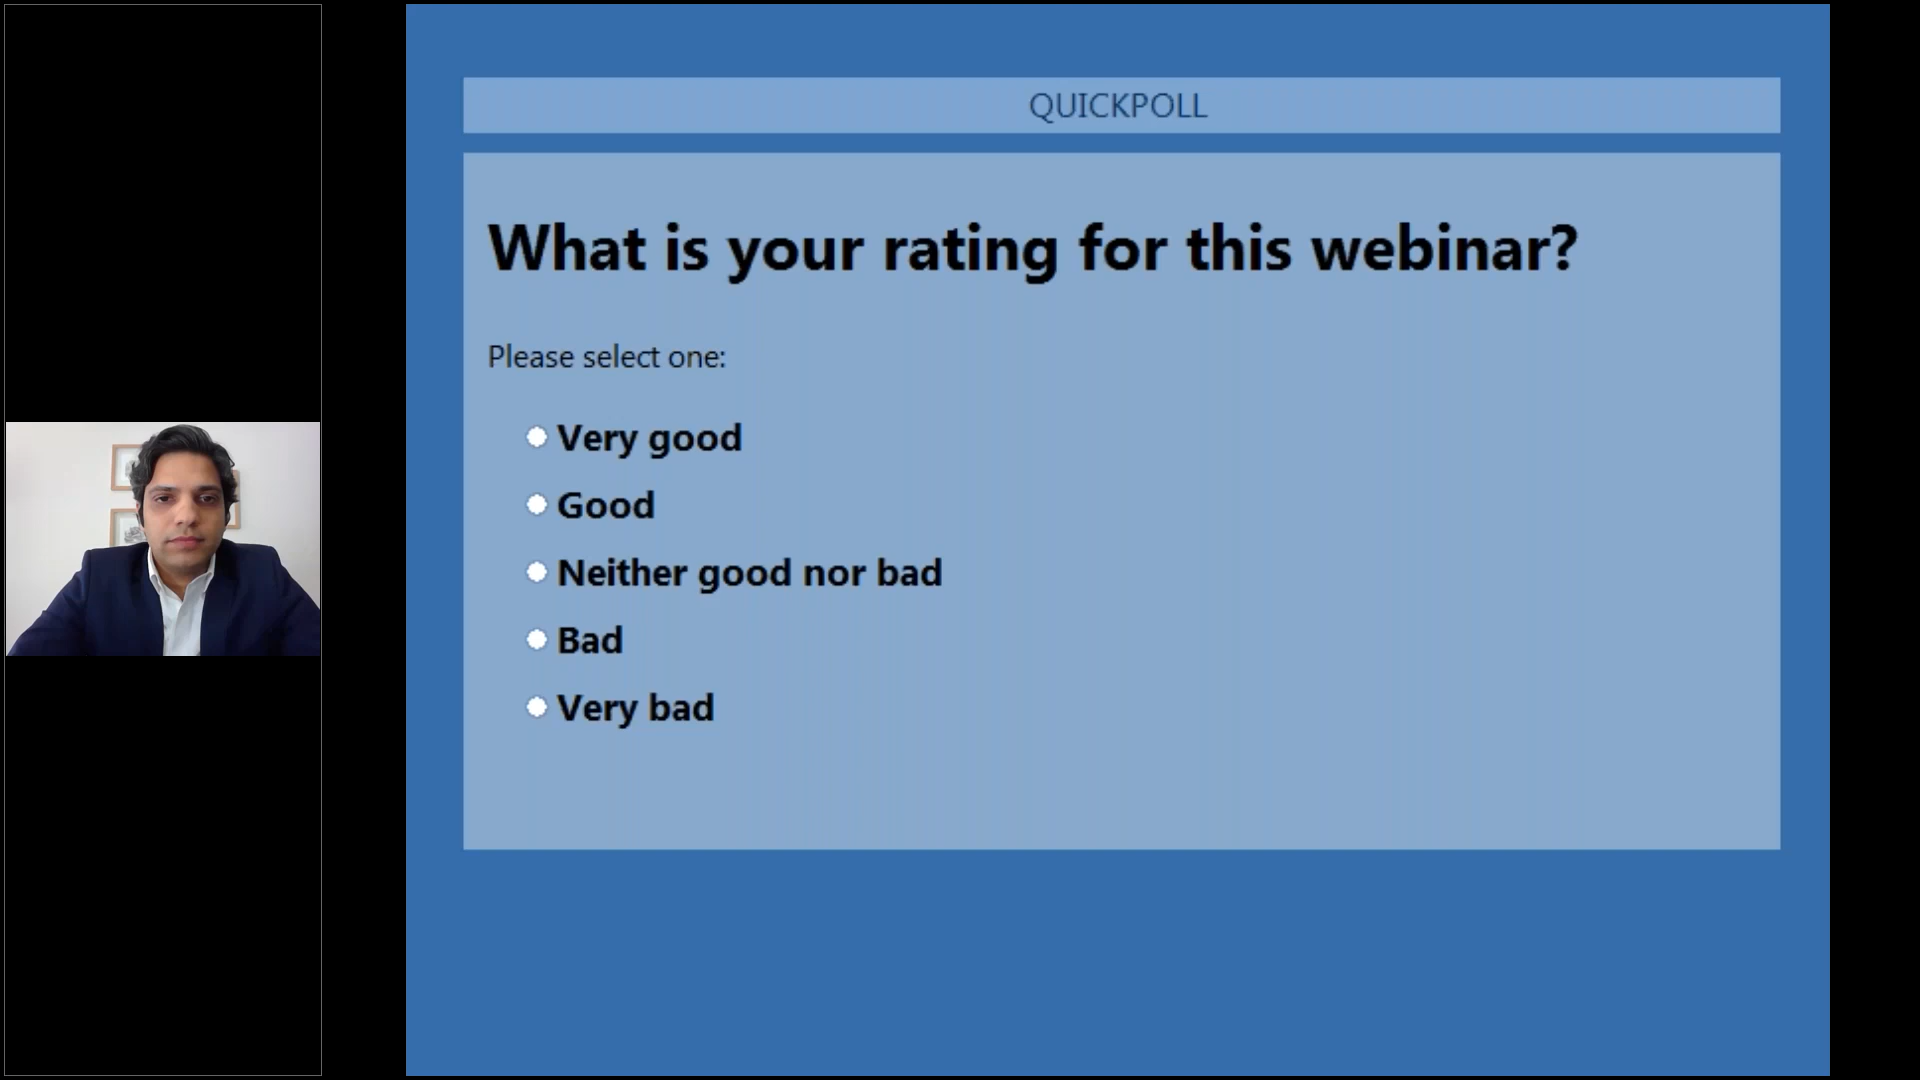 QUICKPOLL
What is your rating for this webinar?
Please select one:
Very good
Good
Neither good nor bad
Bad
Very bad